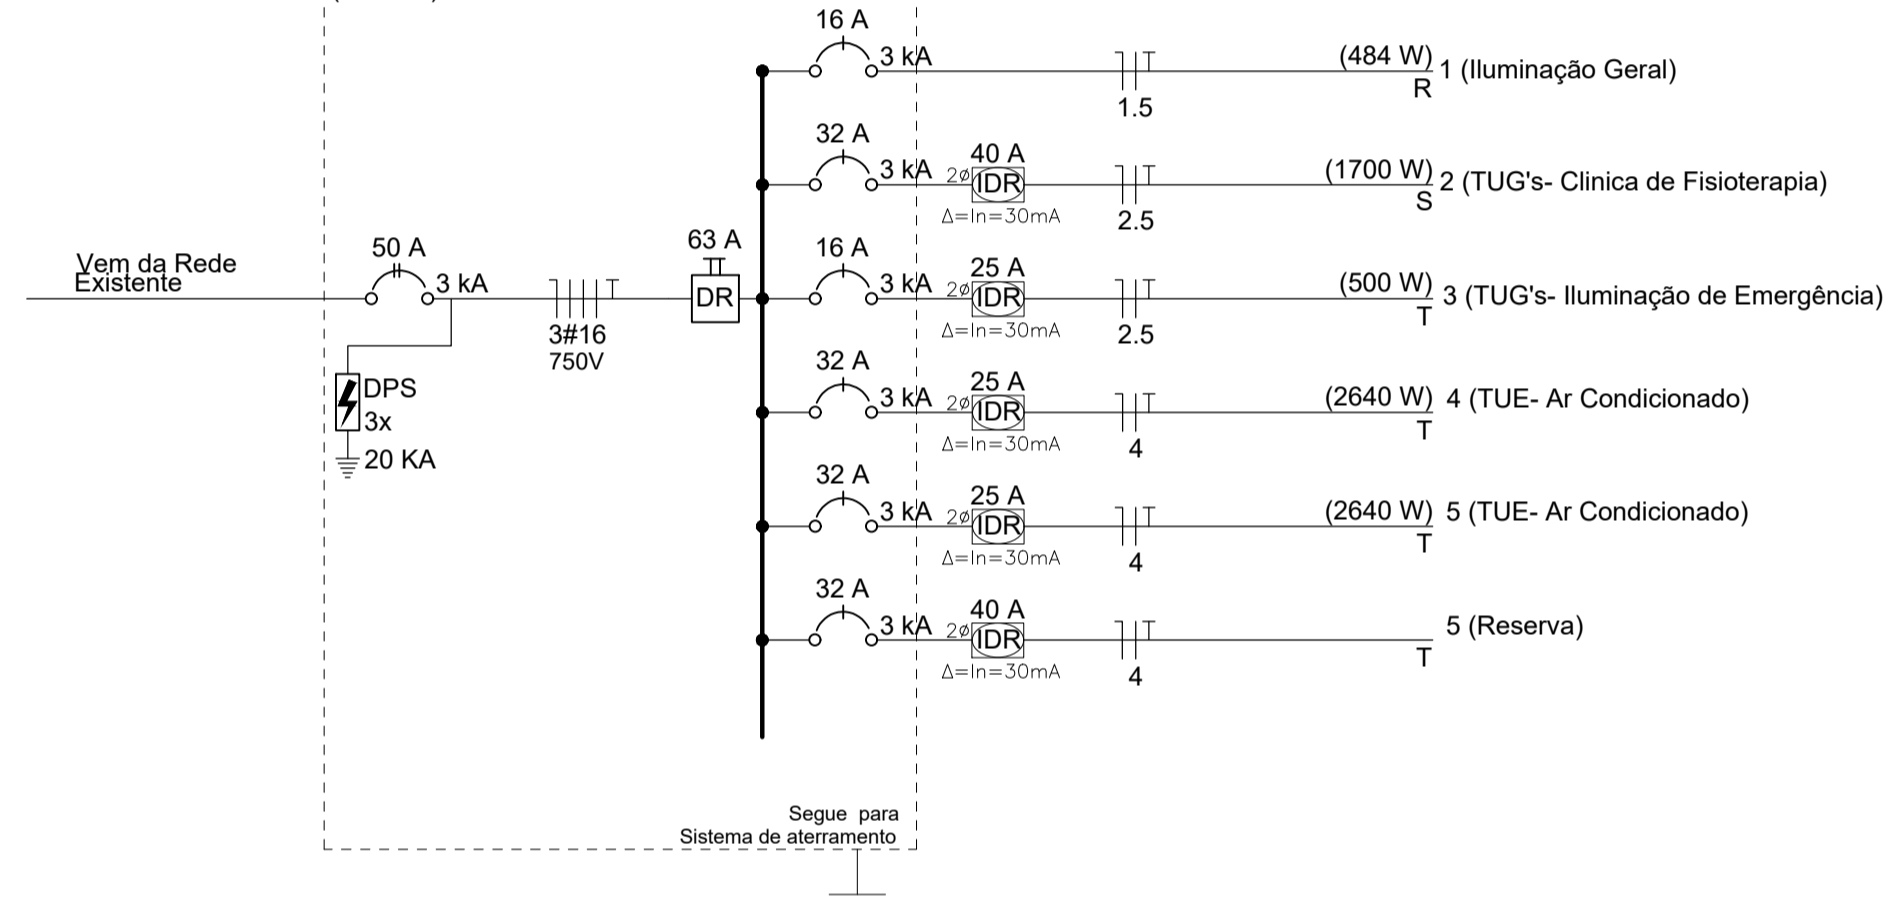 16 A
3 kA
1.5
(484 W)
R
1 (Iluminação Geral)
32 A
3 kA
2ø
40 A
IDR
Δ=In=30mA
2.5
(1700 W)
S
2 (TUG's- Clinica de Fisioterapia)
Vem da Rede
Existente
50 A
3 kA
3#16
750V
63 A
DR
DPS
3x
20 KA
16 A
3 kA
2ø
25 A
IDR
Δ=In=30mA
2.5
(500 W)
T
3 (TUG's- Iluminação de Emergência)
32 A
3 kA
2ø
25 A
IDR
Δ=In=30mA
4
(2640 W)
T
4 (TUE- Ar Condicionado)
32 A
3 kA
2ø
25 A
IDR
Δ=In=30mA
4
(2640 W)
T
5 (TUE- Ar Condicionado)
32 A
3 kA
2ø
40 A
IDR
Δ=In=30mA
4
T
5 (Reserva)
Segue para
Sistema de aterramento